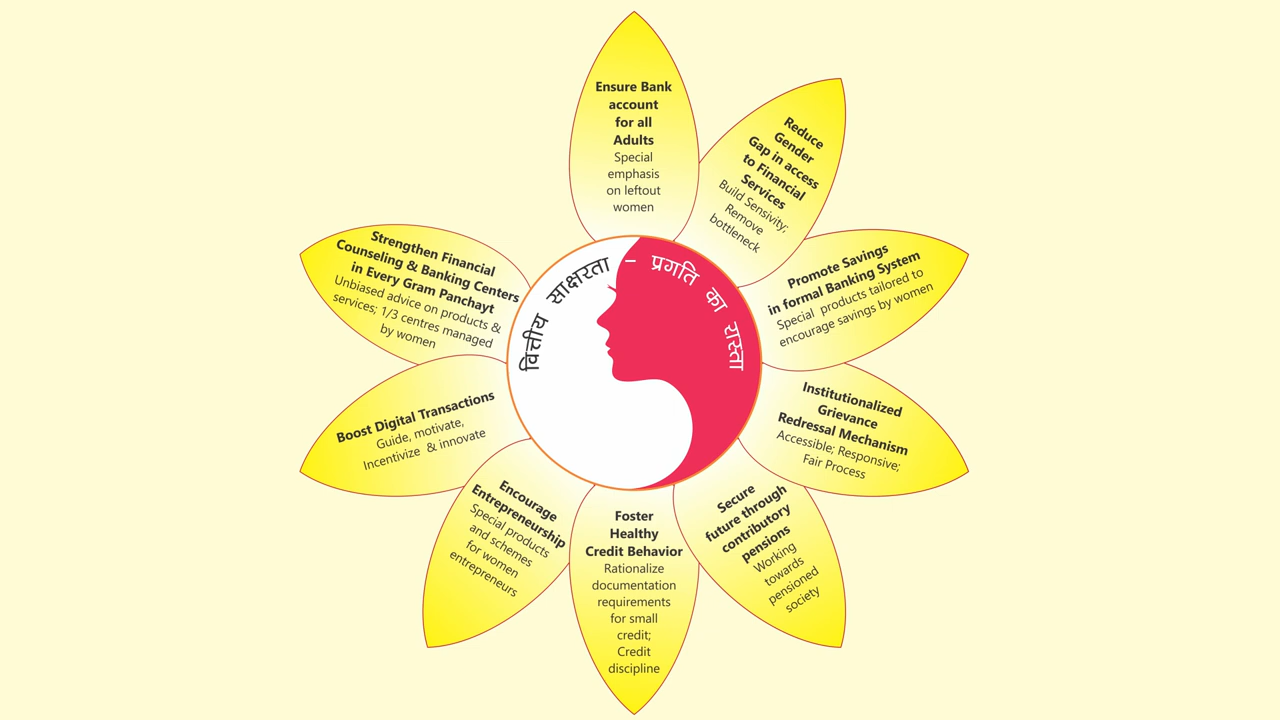 Ensure Bank
account
for all
Adults
Special
emphasis
on leftout
women
Reduce
Gender
Gap in access
to Financial
Services
Build Sensivity;
Remove
bottleneck
Promote Savings
in formal Banking System
Special products tailored to
encourage savings by women
Institutionalized
Grievance
Redressal Mechanism
Accessible; Responsive;
Fair Process
Secure
future through
contributory
pensions
Working
towards
pensioned
society
Foster
Healthy
Credit Behavior
Rationalize
documentation
requirements
for small
credit;
Credit
discipline
Encourage
Entrepreneurship
Special products
and schemes
for women
entrepreneurs
Boost Digital Transactions
Guide, motivate,
Incentivize & innovate
Strengthen Financial
Counseling & Banking Centers
in Every Gram Panchayt
Unbiased advice on products &
services; 1/3 centres managed
by women
वित्तीय साक्षरता – प्रगति का रास्ता